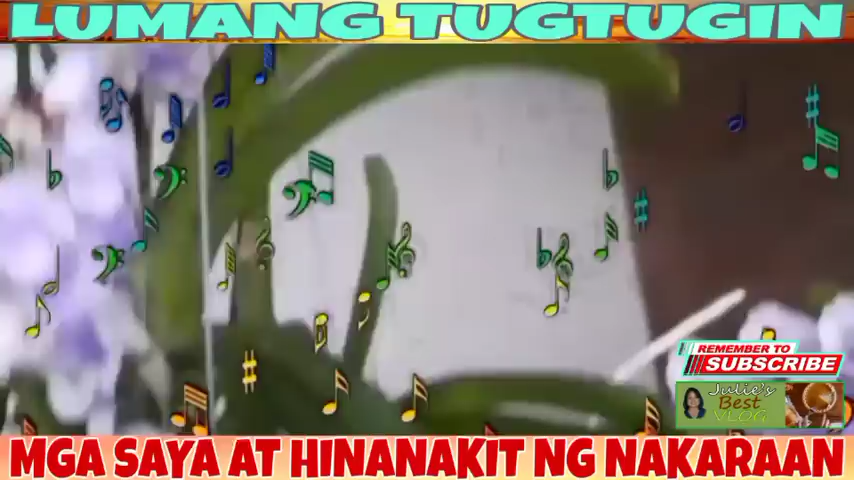 LUMANG TUGTUGIN
REMEMBER TO
SUBSCRIBE
Julie's
Best
VLOG
MGA SAYA AT HINANAKIT NG NAKARAAN